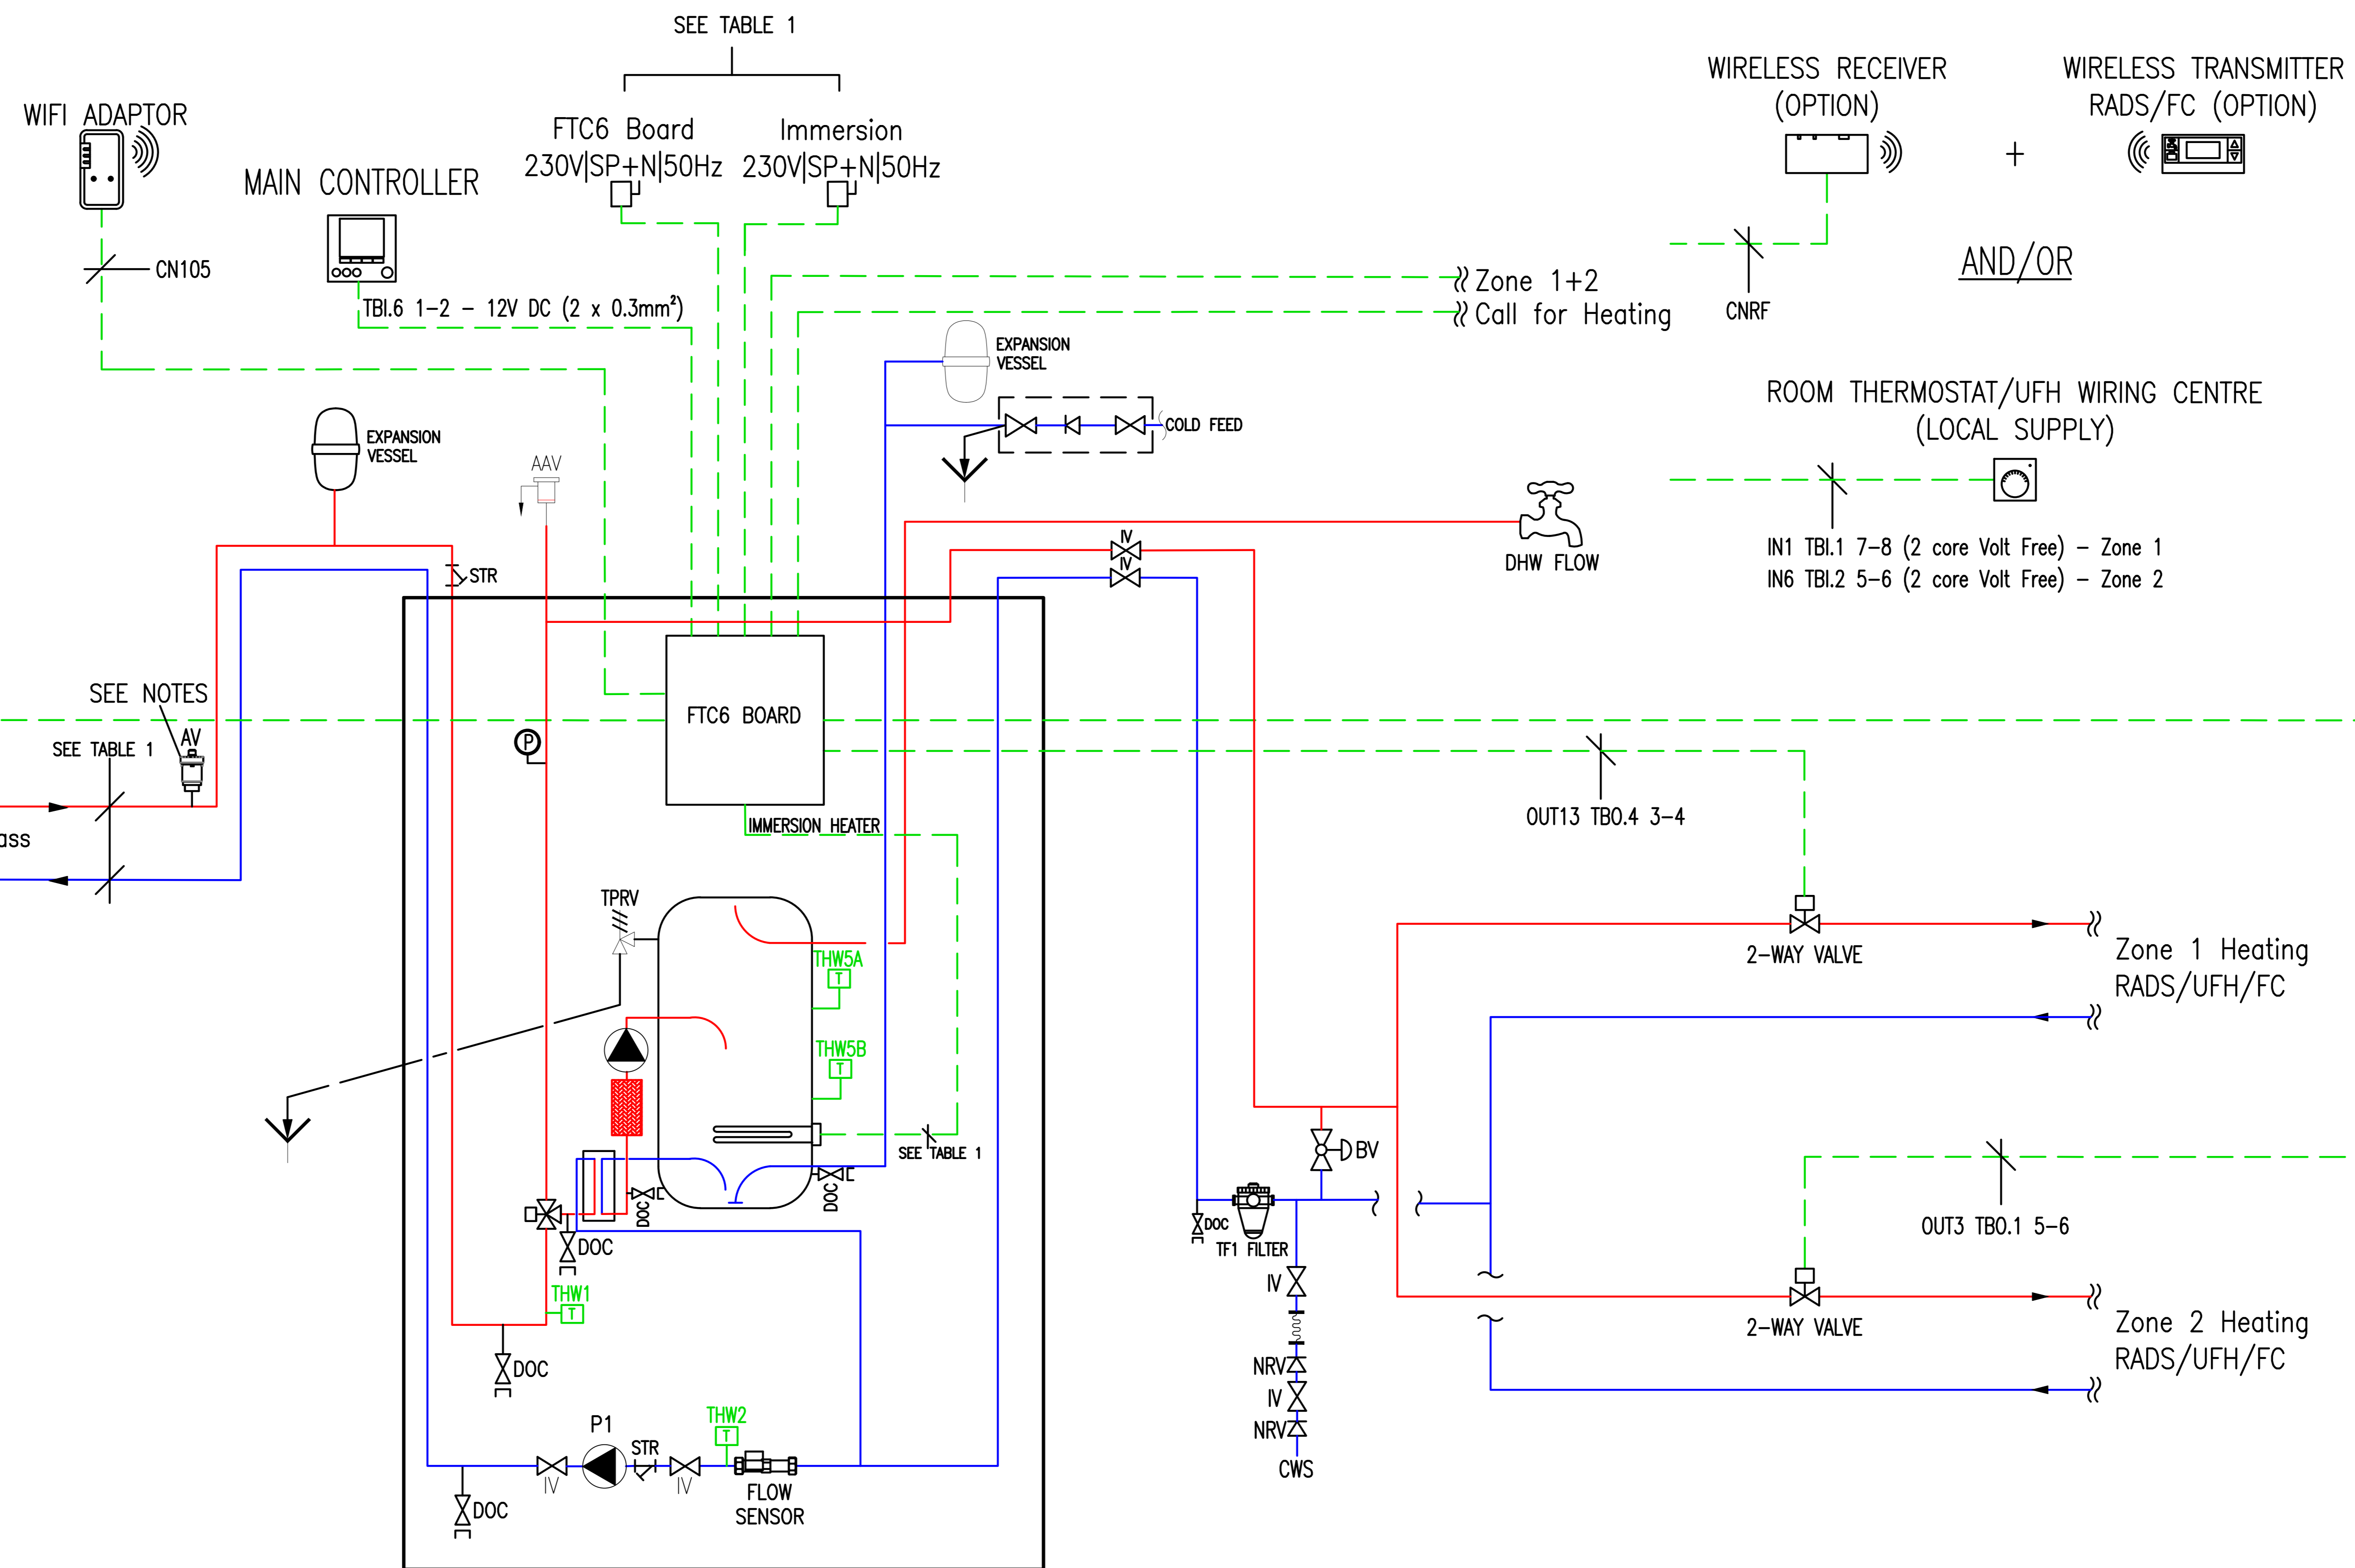 SEE TABLE 1
WIRELESS RECEIVER
(OPTION)
WIRELESS TRANSMITTER
RADS/FC (OPTION)
+
WIFI ADAPTOR
FTC6 Board
230V|SP+N|50Hz
Immersion
230V|SP+N|50Hz
MAIN CONTROLLER
CN105
AND/OR
Zone 1+2
Call for Heating
CNRF
TBI.6 1-2 - 12V DC (2 x 0.3mm²)
EXPANSION
VESSEL
ROOM THERMOSTAT/UFH WIRING CENTRE
(LOCAL SUPPLY)
EXPANSION
VESSEL
COLD FEED
AAV
IV
IV
DHW FLOW
IN1 TBI.1 7-8 (2 core Volt Free) - Zone 1
IN6 TBI.2 5-6 (2 core Volt Free) - Zone 2
STR
SEE NOTES
FTC6 BOARD
AV
P
SEE TABLE 1
OUT13 TBO.4 3-4
IMMERSION HEATER
ass
TPRV
2-WAY VALVE
Zone 1 Heating
RADS/UFH/FC
THW5A
T
THW5B
T
SEE TABLE 1
BV
DOC
DOC
DOC
DOC
TF1 FILTER
OUT3 TBO.1 5-6
THW1
T
IV
2-WAY VALVE
Zone 2 Heating
RADS/UFH/FC
DOC
NRV
IV
NRV
CWS
P1
STR
THW2
T
IV
IV
FLOW
SENSOR
DOC